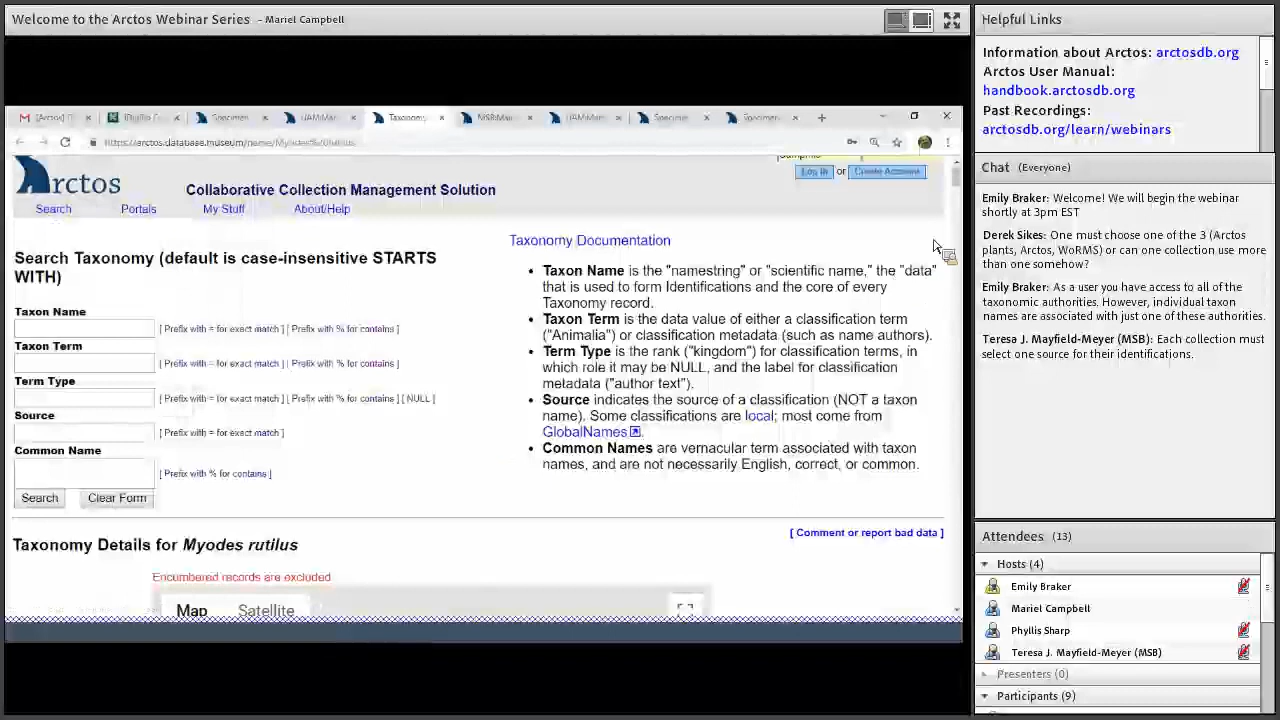 Welcome to the Arctos Webinar Series - Mariel Campbell
Taxonomy
https://arctos.database.museum/name/Myodes%20rutilus
Arctos
Collaborative Collection Management Solution
Log In or Create Account
Search Portals My Stuff About/Help
Search Taxonomy (default is case-insensitive STARTS
WITH)
Taxon Name
[ Prefix with = for exact match ] [ Prefix with % for contains ]
Taxon Term
[ Prefix with = for exact match ] [ Prefix with % for contains ]
Term Type
[ Prefix with = for exact match ] [ Prefix with % for contains ] [ NULL ]
Source
[ Prefix with = for exact match ]
Common Name
[ Prefix with % for contains ]
Search Clear Form
Taxonomy Documentation
• Taxon Name is the "namestring" or "scientific name," the "data"
that is used to form Identifications and the core of every
Taxonomy record.
• Taxon Term is the data value of either a classification term
("Animalia") or classification metadata (such as name authors).
• Term Type is the rank ("kingdom") for classification terms, in
which role it may be NULL, and the label for classification
metadata ("author text").
• Source indicates the source of a classification (NOT a taxon
name). Some classifications are local; most come from
GlobalNames
• Common Names are vernacular term associated with taxon
names, and are not necessarily English, correct, or common.
[ Comment or report bad data ]
Taxonomy Details for Myodes rutilus
Encumbered records are excluded
Map Satellite
Helpful Links
Information about Arctos: arctosdb.org
Arctos User Manual:
handbook.arctosdb.org
Past Recordings:
arctosdb.org/learn/webinars
Chat (Everyone)
Emily Braker: Welcome! We will begin the webinar
shortly at 3pm EST
Derek Sikes: One must choose one of the 3 (Arctos
plants, Arctos, WoRMS) or can one collection use more
than one somehow?
Emily Braker: As a user you have access to all of the
taxonomic authorities. However, individual taxon
names are associated with just one of these authorities.
Teresa J. Mayfield-Meyer (MSB): Each collection must
select one source for their identifications.
Attendees (13)
Hosts (4)
Emily Braker
Mariel Campbell
Phyllis Sharp
Teresa J. Mayfield-Meyer (MSB)
Presenters (0)
Participants (9)